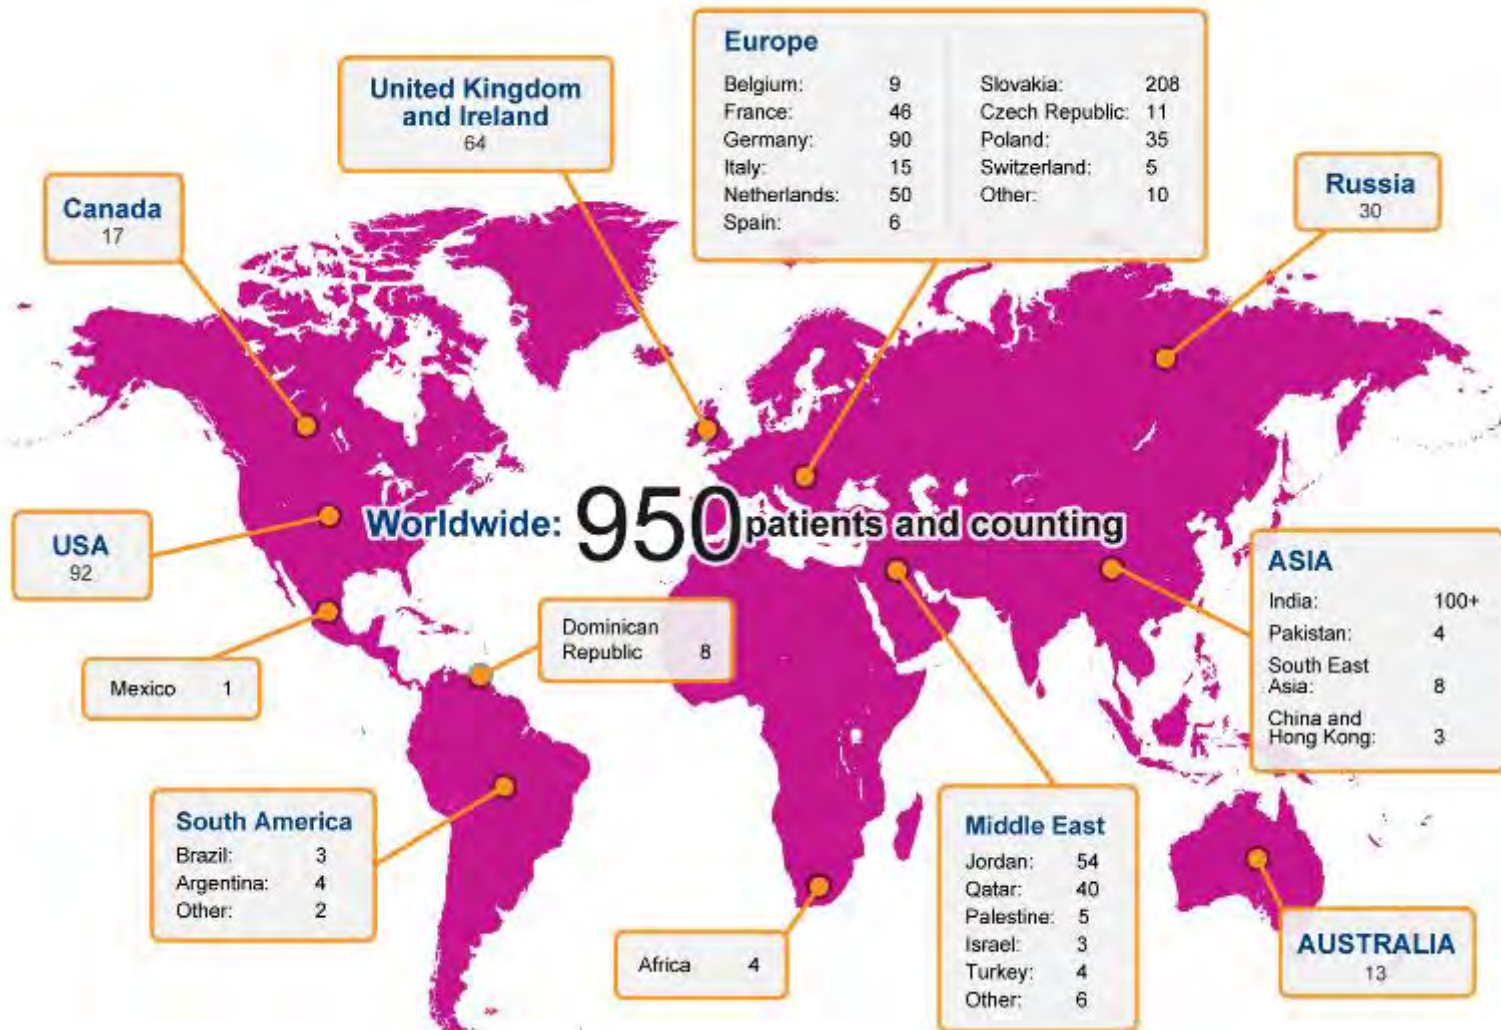 Europe
Belgium: 9
France: 46
Germany: 90
Italy: 15
Netherlands: 50
Spain: 6
Slovakia: 208
Czech Republic: 11
Poland: 35
Switzerland: 5
Other: 10
United Kingdom
and Ireland
64
Russia
30
Canada
17
Worldwide: 950 patients and counting
USA
92
ASIA
India: 100+
Pakistan: 4
South East
Asia: 8
China and
Hong Kong: 3
Dominican
Republic 8
Mexico 1
South America
Brazil: 3
Argentina: 4
Other: 2
Middle East
Jordan: 54
Qatar: 40
Palestine: 5
Israel: 3
Turkey: 4
Other: 6
Africa 4
AUSTRALIA
13